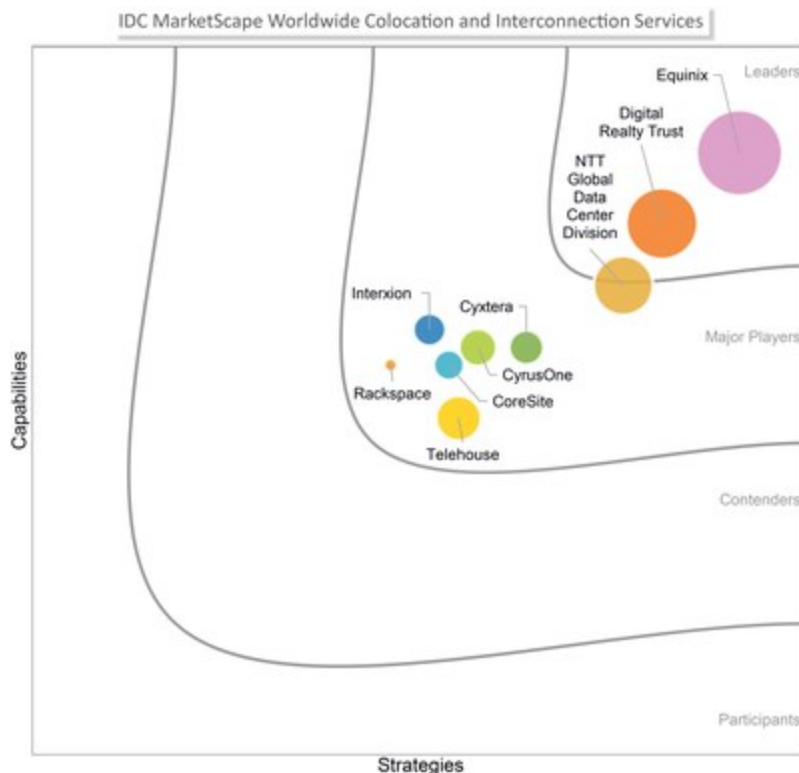 IDC MarketScape Worldwide Colocation and Interconnection Services
Equinix
Leaders
Digital
Realty Trust
NTT
Global
Data
Center
Division
Interxion
Cyxtera
Major Players
Rackspace
CyrusOne
CoreSite
Telehouse
Capabilities
Contenders
Participants
Strategies